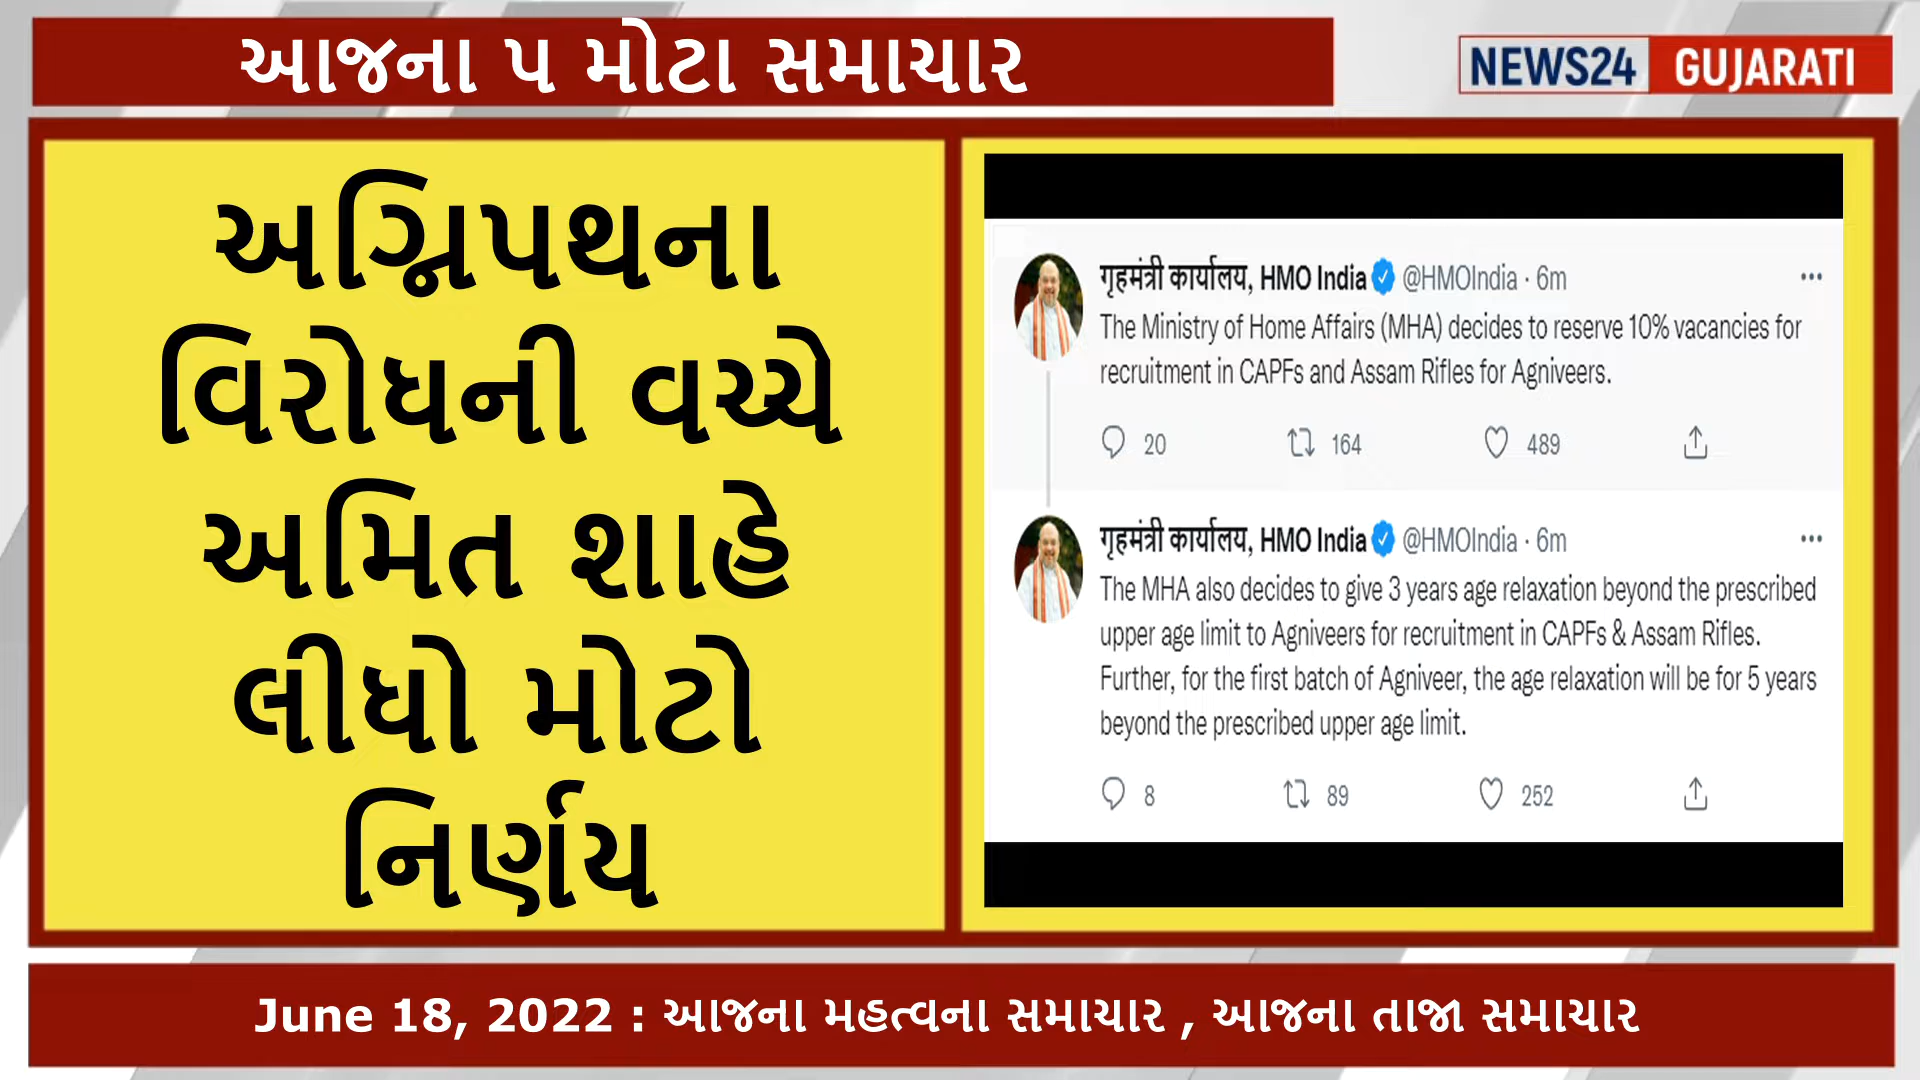 આજના ૫ મોટા સમાચાર
NEWS24 GUJARATI
અગ્નિપથના
વિરોધની વચ્ચે
અમિત શાહે
લીધો મોટો
નિર્ણય
गृहमंत्री कार्यालय, HMO India @HMOIndia · 6m
The Ministry of Home Affairs (MHA) decides to reserve 10% vacancies for
recruitment in CAPFs and Assam Rifles for Agniveers.
20 164 489
गृहमंत्री कार्यालय, HMO India @HMOIndia · 6m
The MHA also decides to give 3 years age relaxation beyond the prescribed
upper age limit to Agniveers for recruitment in CAPFs & Assam Rifles.
Further, for the first batch of Agniveer, the age relaxation will be for 5 years
beyond the prescribed upper age limit.
8 89 252
June 18, 2022 : આજના મહત્વના સમાચાર , આજના તાજા સમાચાર